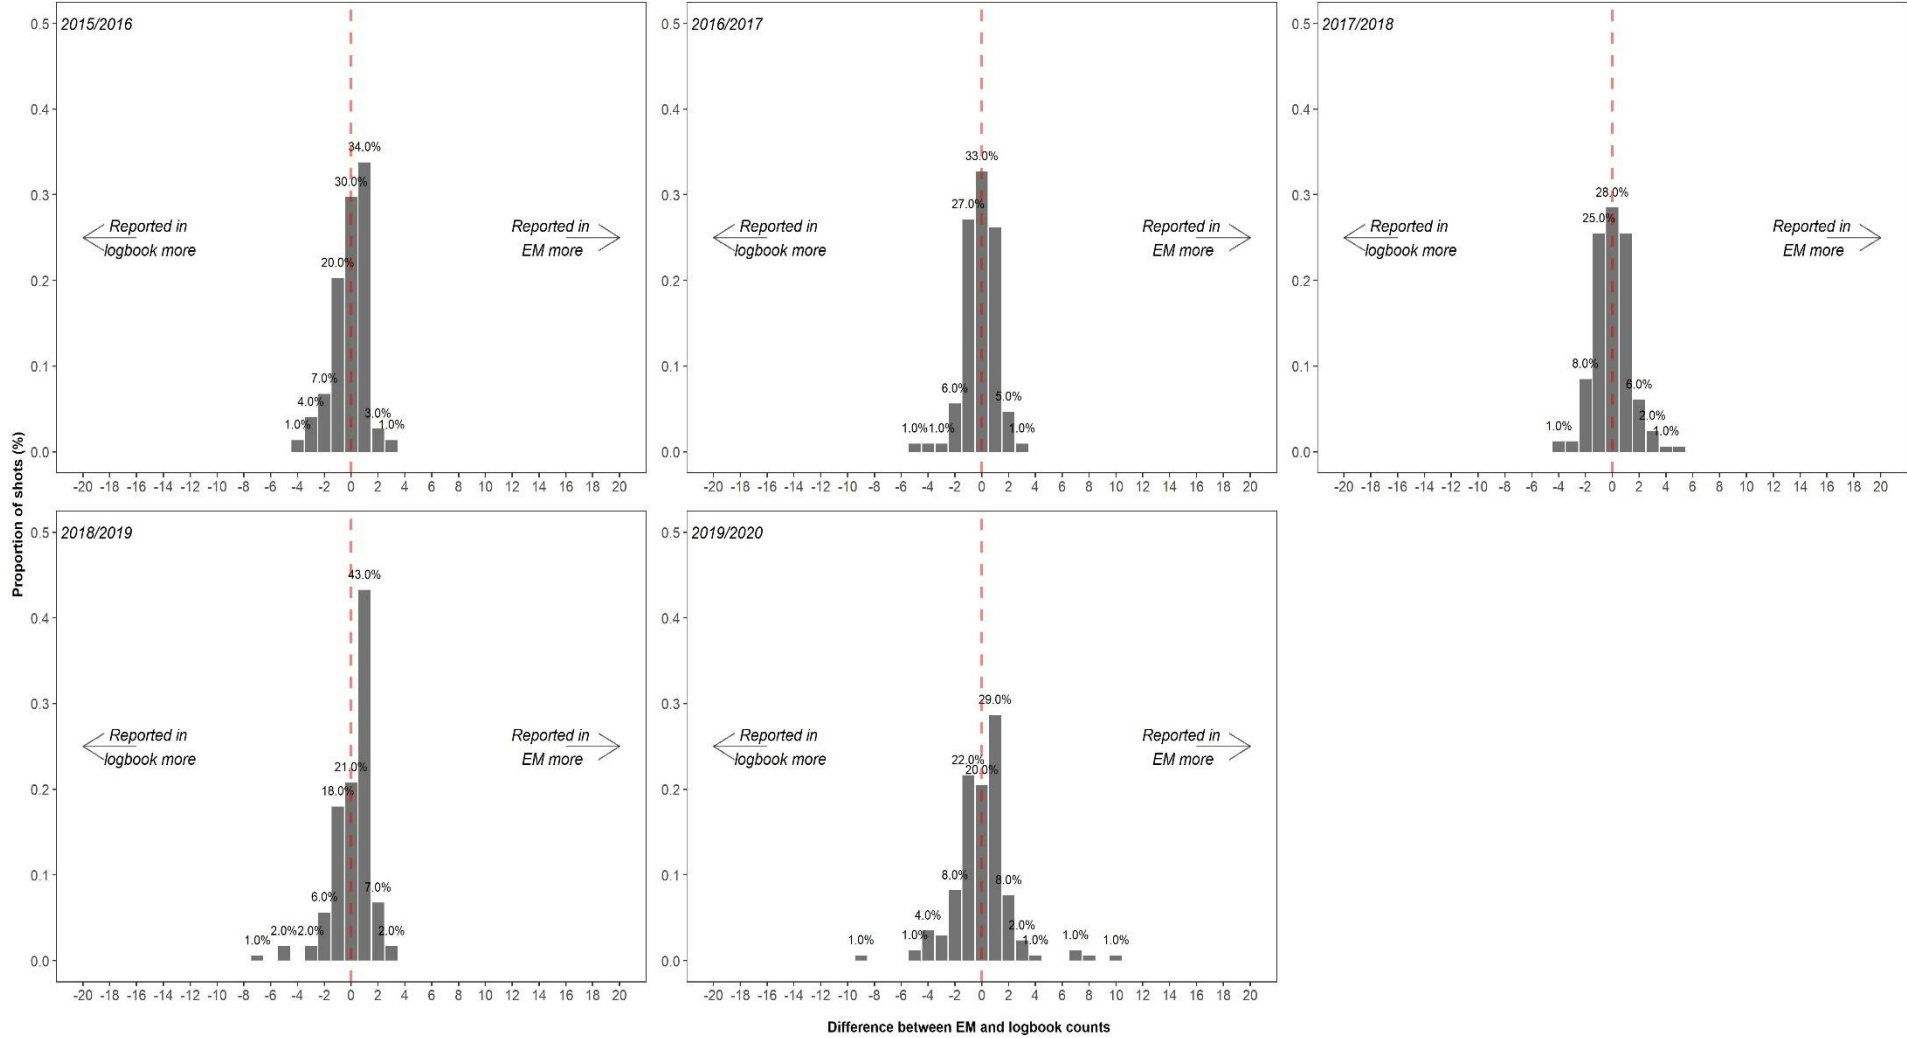 Proportion of shots (%)
2015/2016
0.5
0.4
0.3
0.2
0.1
0.0
34.0%
30.0%
20.0%
7.0%
4.0%
1.0%
3.0%
1.0%
Reported in
logbook more
Reported in
EM more
-20 -18 -16 -14 -12 -10 -8 -6 -4 -2 0 2 4 6 8 10 12 14 16 18 20
2016/2017
0.5
0.4
0.3
0.2
0.1
0.0
33.0%
27.0%
6.0%
5.0%
1.0% 1.0%
1.0%
Reported in
logbook more
Reported in
EM more
-20 -18 -16 -14 -12 -10 -8 -6 -4 -2 0 2 4 6 8 10 12 14 16 18 20
2017/2018
0.5
0.4
0.3
0.2
0.1
0.0
28.0%
25.0%
8.0%
6.0%
2.0%
1.0%
1.0%
Reported in
logbook more
Reported in
EM more
-20 -18 -16 -14 -12 -10 -8 -6 -4 -2 0 2 4 6 8 10 12 14 16 18 20
2018/2019
0.5
0.4
0.3
0.2
0.1
0.0
43.0%
21.0%
18.0%
6.0%
7.0%
1.0%
2.0% 2.0%
2.0%
Reported in
logbook more
Reported in
EM more
-20 -18 -16 -14 -12 -10 -8 -6 -4 -2 0 2 4 6 8 10 12 14 16 18 20
2019/2020
0.5
0.4
0.3
0.2
0.1
0.0
29.0%
22.0%
20.0%
8.0%
8.0%
4.0%
1.0%
1.0%
2.0%
1.0%
1.0%
1.0%
Reported in
logbook more
Reported in
EM more
-20 -18 -16 -14 -12 -10 -8 -6 -4 -2 0 2 4 6 8 10 12 14 16 18 20
Difference between EM and logbook counts